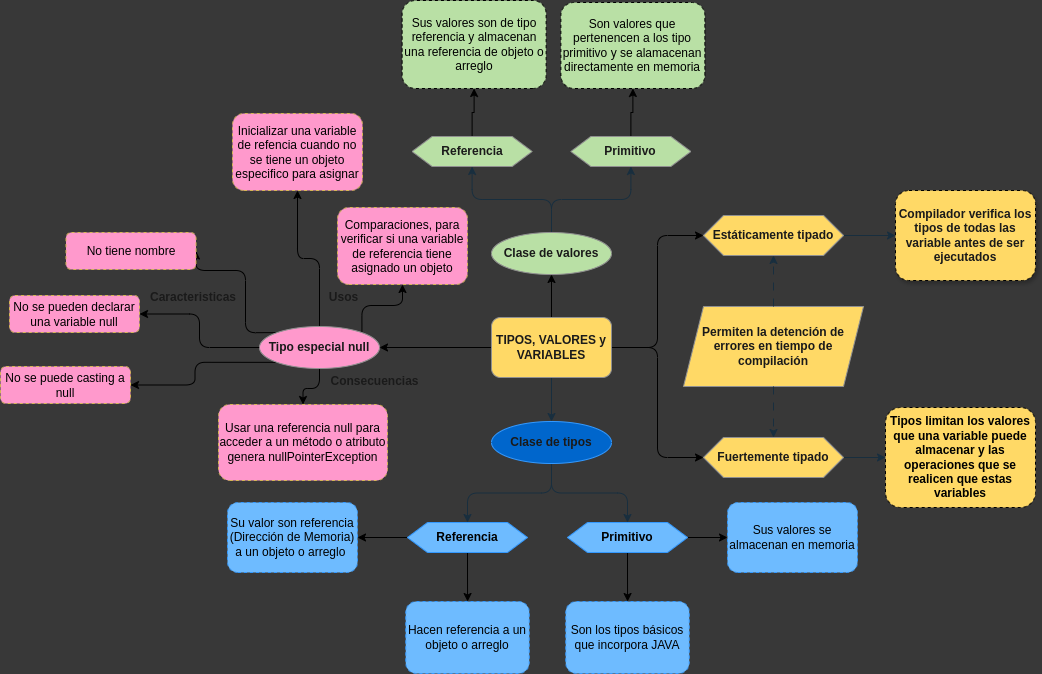 Sus valores son de tipo
referencia y almacenan
una referencia de objeto o
arreglo
Son valores que
pertenencen a los tipo
primitivo y se alamacenan
directamente en memoria
Referencia
Primitivo
Clase de valores
Inicializar una variable
de refencia cuando no
se tiene un objeto
especifico para asignar
Comparaciones, para
verificar si una variable
de referencia tiene
asignado un objeto
No tiene nombre
Caracteristicas
Usos
No se pueden declarar
una variable null
Tipo especial null
No se puede casting a
null
Consecuencias
Usar una referencia null para
acceder a un método o atributo
genera nullPointerException
TIPOS, VALORES y
VARIABLES
Estáticamente tipado
Compilador verifica los
tipos de todas las
variable antes de ser
ejecutados
Permiten la detención de
errores en tiempo de
compilación
Fuertemente tipado
Tipos limitan los valores
que una variable puede
almacenar y las
operaciones que se
realicen que estas
variables
Clase de tipos
Referencia
Primitivo
Su valor son referencia
(Dirección de Memoria)
a un objeto o arreglo
Sus valores se
almacenan en memoria
Hacen referencia a un
objeto o arreglo
Son los tipos básicos
que incorpora JAVA